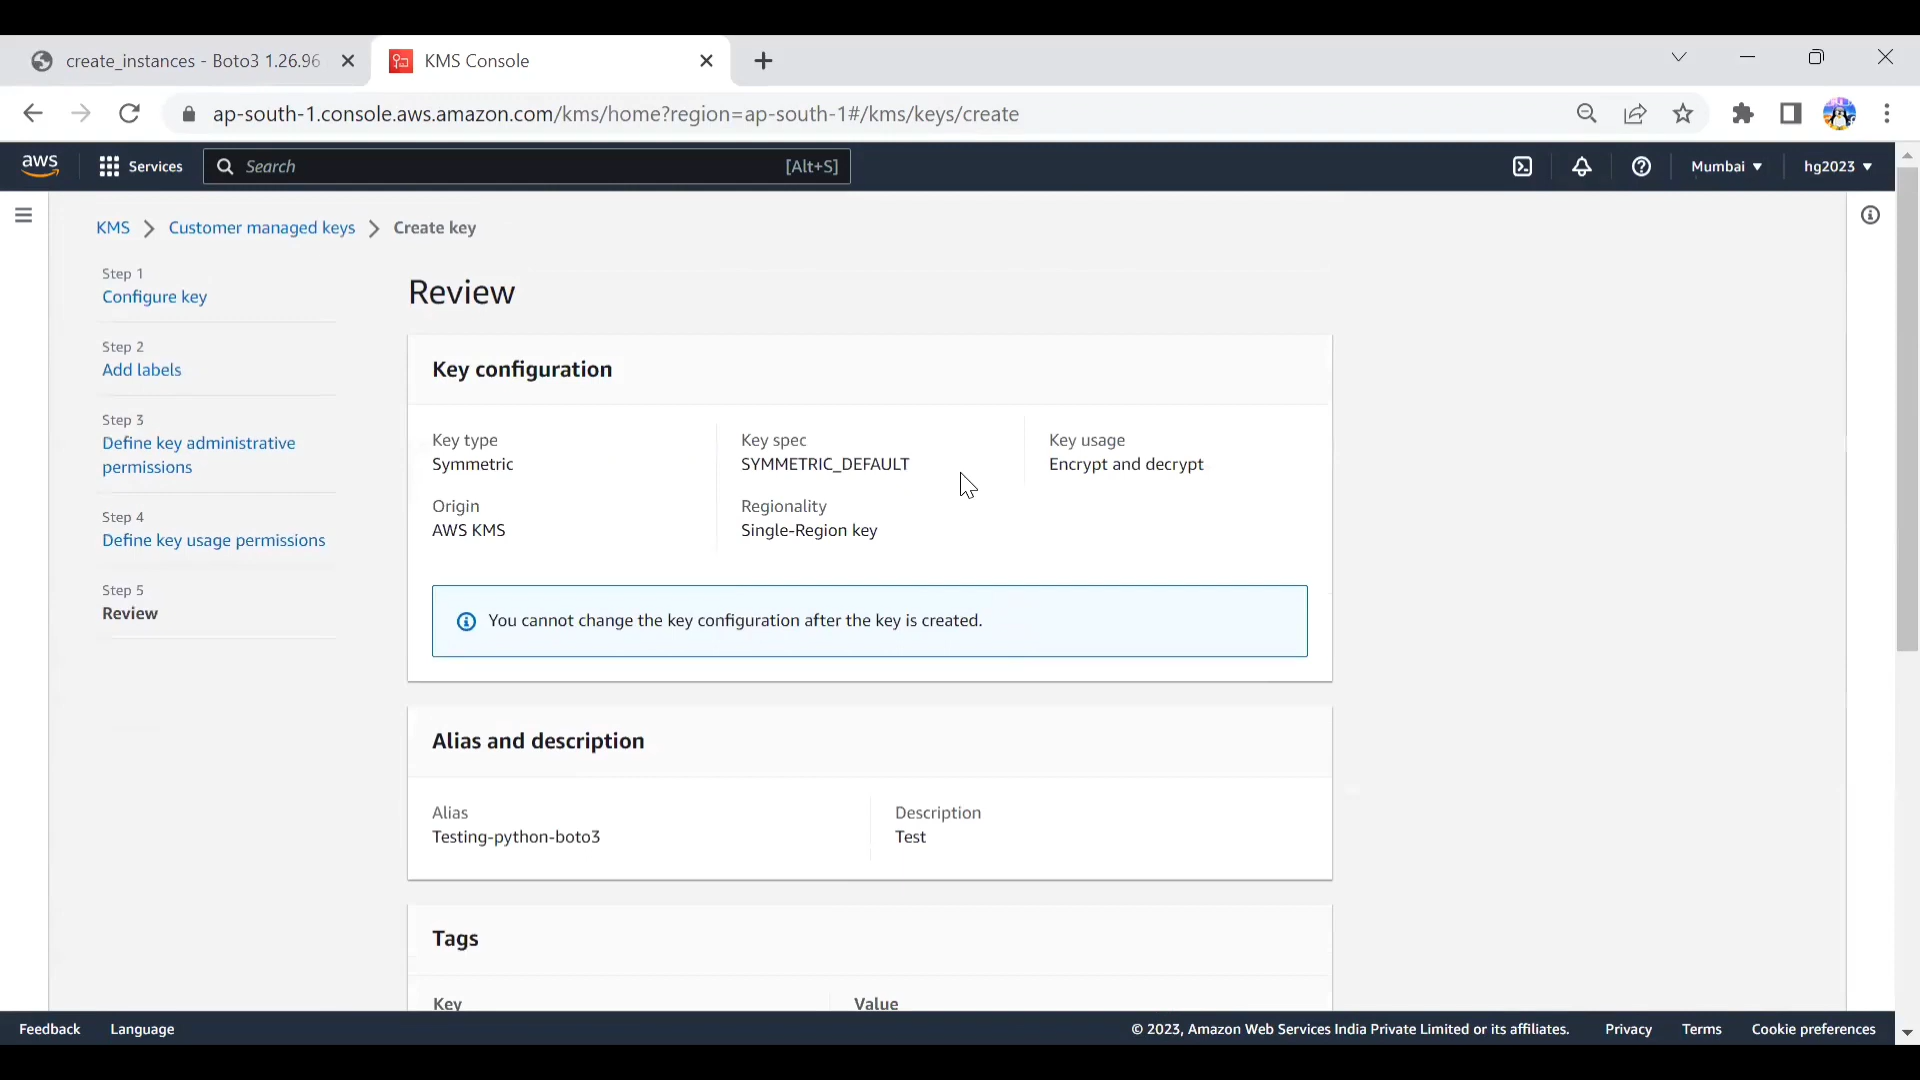 create_instances - Boto3 1.26.96
KMS Console
ap-south-1.console.aws.amazon.com/kms/home?region=ap-south-1#/kms/keys/create
aws
Services
Search
[Alt+S]
Mumbai
hg2023
KMS
Customer managed keys
Create key
Step 1
Configure key
Step 2
Add labels
Step 3
Define key administrative
permissions
Step 4
Define key usage permissions
Step 5
Review
Review
Key configuration
Key type
Symmetric
Key spec
SYMMETRIC_DEFAULT
Key usage
Encrypt and decrypt
Origin
AWS KMS
Regionality
Single-Region key
You cannot change the key configuration after the key is created.
Alias and description
Alias
Testing-python-boto3
Description
Test
Tags
Key
Value
Feedback
Language
© 2023, Amazon Web Services India Private Limited or its affiliates.
Privacy
Terms
Cookie preferences